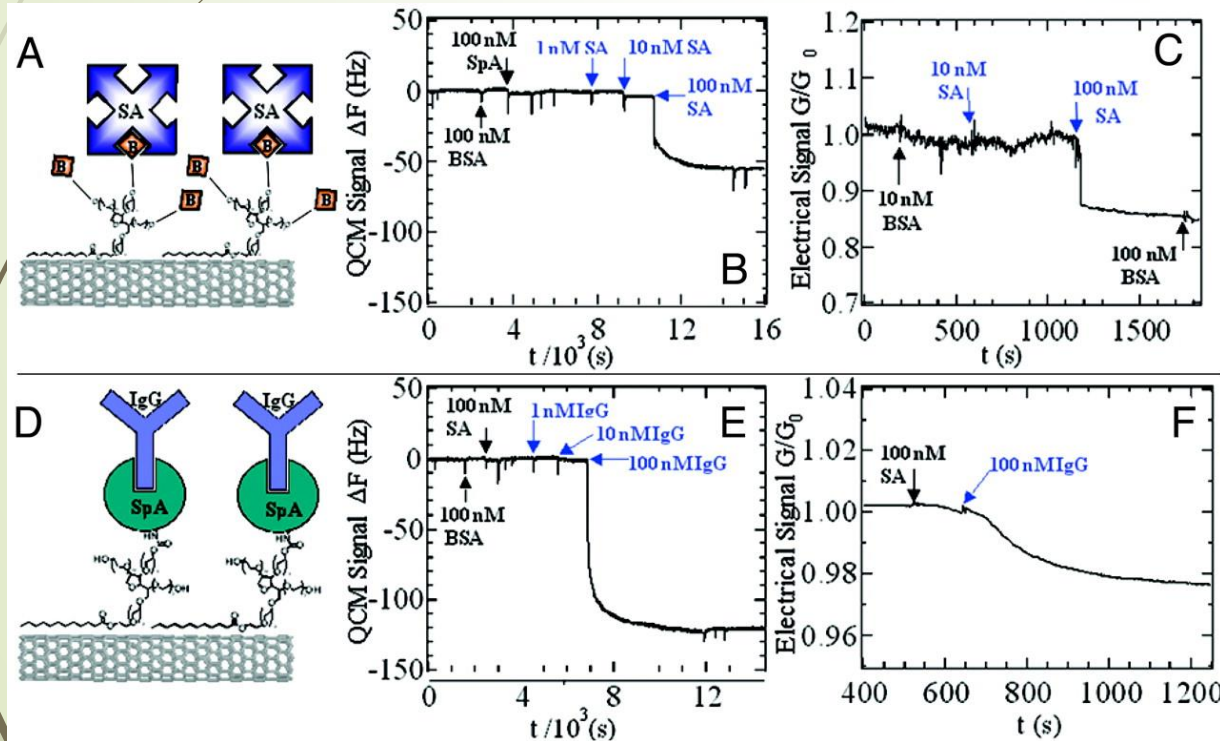 A
SA
SA
B
B
B
B
B
50
0
-50
-100
-150
QCM Signal ΔF (Hz)
100 nM
SpA
100 nM
BSA
1 nM SA
10 nM SA
100 nM
SA
B
0 4 8 12 16
t /10³(s)
1.2
1.1
1.0
0.9
0.8
0.7
Electrical Signal G/G₀
10 nM
SA
100 nM
SA
10 nM
BSA
100 nM
BSA
C
0 500 1000 1500
t (s)
D
IgG
IgG
SpA
SpA
HN
HN
HO
OH
HO
OH
50
0
-50
-100
-150
QCM Signal ΔF (Hz)
100 nM
SA
100 nM
BSA
1 nMIgG
10 nMIgG
100 nMIgG
E
0 4 8 12
t /10³(s)
1.04
1.02
1.00
0.98
0.96
Electrical Signal G/G₀
100 nM
SA
100 nMIgG
F
400 600 800 1000 1200
t (s)